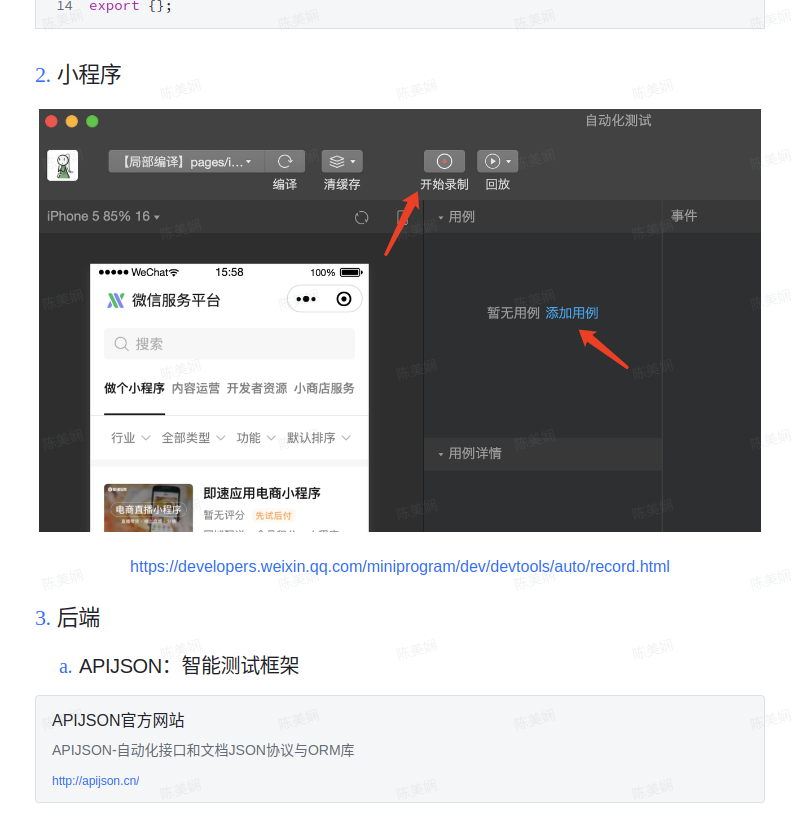 14 export {};
2. 小程序
自动化测试
【局部编译】pages/i...
编译
清缓存
开始录制
回放
iPhone 5 85% 16
用例
事件
WeChat
15:58
100%
微信服务平台
搜索
暂无用例 添加用例
做个小程序 内容运营 开发者资源 小商店服务
行业 全部类型 功能 默认排序
用例详情
即速应用电商小程序
电商直播小程序
暂无评分 先试后付
https://developers.weixin.qq.com/miniprogram/dev/devtools/auto/record.html
3. 后端
a. APIJSON：智能测试框架
APIJSON官方网站
APIJSON-自动化接口和文档JSON协议与ORM库
http://apijson.cn/
陈美娴